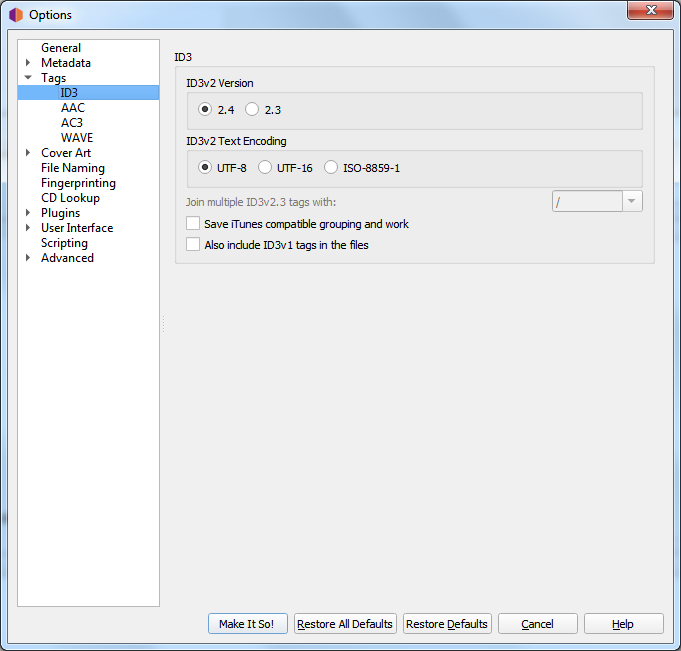 Options
General
Metadata
Tags
ID3
AAC
AC3
WAVE
Cover Art
File Naming
Fingerprinting
CD Lookup
Plugins
User Interface
Scripting
Advanced
ID3
ID3v2 Version
2.4 2.3
ID3v2 Text Encoding
UTF-8 UTF-16 ISO-8859-1
Join multiple ID3v2.3 tags with: /
Save iTunes compatible grouping and work
Also include ID3v1 tags in the files
Make It So! Restore All Defaults Restore Defaults Cancel Help